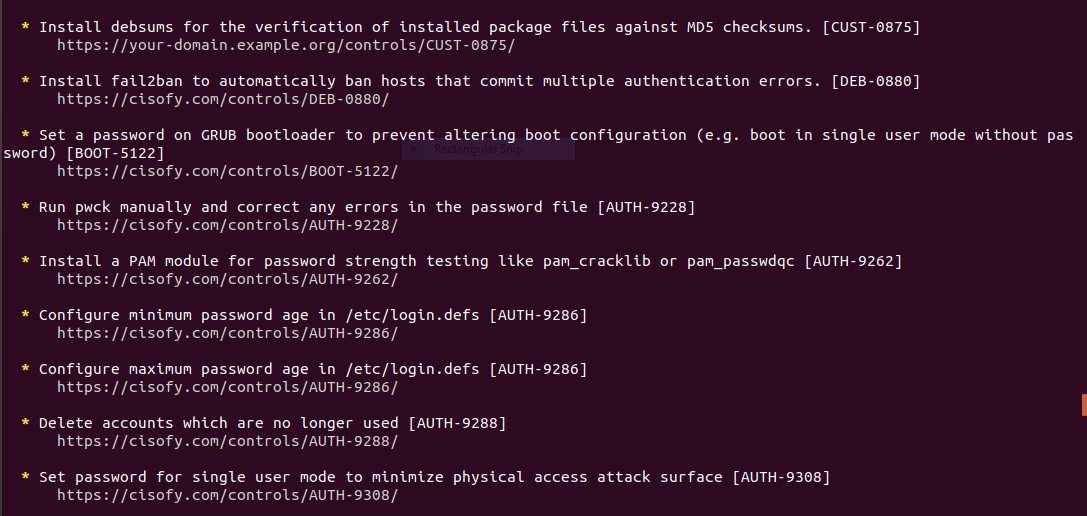 * Install debsums for the verification of installed package files against MD5 checksums. [CUST-0875]
https://your-domain.example.org/controls/CUST-0875/
* Install fail2ban to automatically ban hosts that commit multiple authentication errors. [DEB-0880]
https://cisofy.com/controls/DEB-0880/
* Set a password on GRUB bootloader to prevent altering boot configuration (e.g. boot in single user mode without pas
sword) [BOOT-5122]
Rectangular Snip
https://cisofy.com/controls/BOOT-5122/
* Run pwck manually and correct any errors in the password file [AUTH-9228]
https://cisofy.com/controls/AUTH-9228/
* Install a PAM module for password strength testing like pam_cracklib or pam_passwdqc [AUTH-9262]
https://cisofy.com/controls/AUTH-9262/
* Configure minimum password age in /etc/login.defs [AUTH-9286]
https://cisofy.com/controls/AUTH-9286/
* Configure maximum password age in /etc/login.defs [AUTH-9286]
https://cisofy.com/controls/AUTH-9286/
* Delete accounts which are no longer used [AUTH-9288]
https://cisofy.com/controls/AUTH-9288/
* Set password for single user mode to minimize physical access attack surface [AUTH-9308]
https://cisofy.com/controls/AUTH-9308/